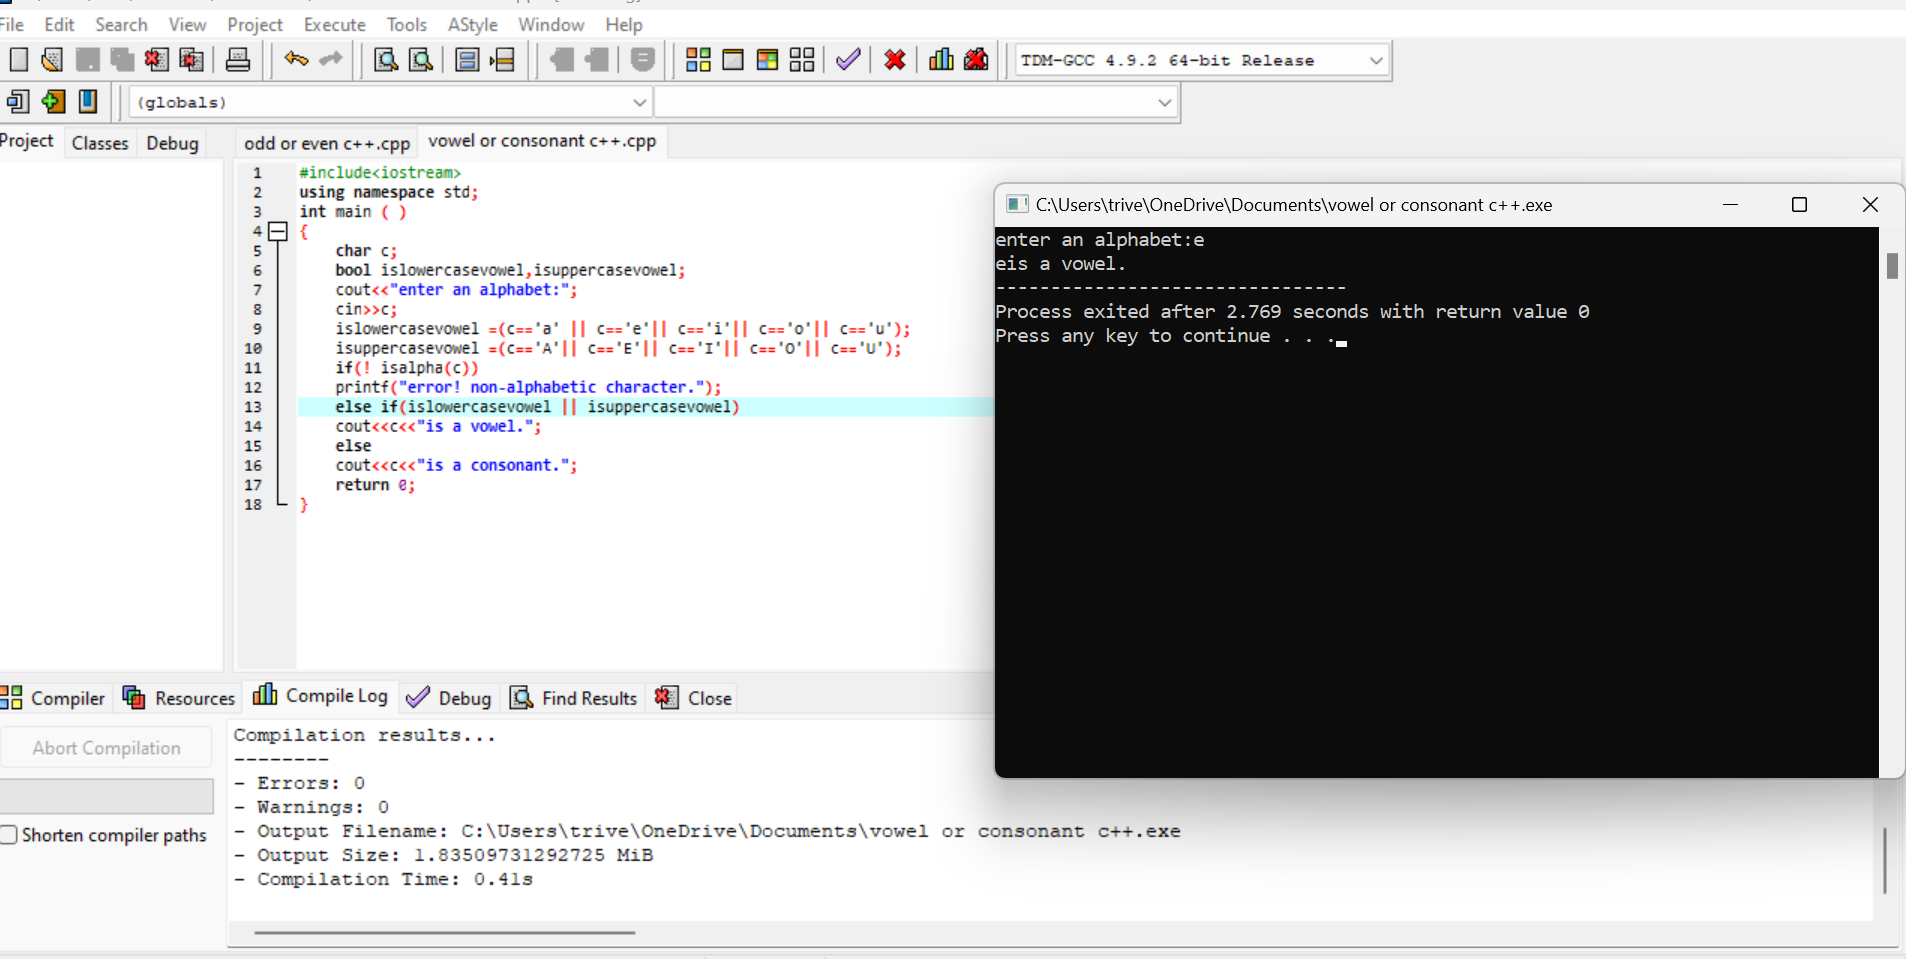 File Edit Search View Project Execute Tools AStyle Window Help
TDM-GCC 4.9.2 64-bit Release
(globals)
Project Classes Debug
odd or even c++.cpp vowel or consonant c++.cpp
1 #include<iostream>
2 using namespace std;
3 int main ( )
4 {
5 char c;
6 bool islowercasevowel,isuppercasevowel;
7 cout<<"enter an alphabet:";
8 cin>>c;
9 islowercasevowel =(c=='a' || c=='e'|| c=='i'|| c=='o'|| c=='u');
10 isuppercasevowel =(c=='A'|| c=='E'|| c=='I'|| c=='O'|| c=='U');
11 if(! isalpha(c))
12 printf("error! non-alphabetic character.");
13 else if(islowercasevowel || isuppercasevowel)
14 cout<<c<<"is a vowel.";
15 else
16 cout<<c<<"is a consonant.";
17 return 0;
18 }
C:\Users\trive\OneDrive\Documents\vowel or consonant c++.exe
enter an alphabet:e
eis a vowel.
--------------------------------
Process exited after 2.769 seconds with return value 0
Press any key to continue . . .
Compiler Resources Compile Log Debug Find Results Close
Abort Compilation
Shorten compiler paths
Compilation results...
--------
- Errors: 0
- Warnings: 0
- Output Filename: C:\Users\trive\OneDrive\Documents\vowel or consonant c++.exe
- Output Size: 1.83509731292725 MiB
- Compilation Time: 0.41s